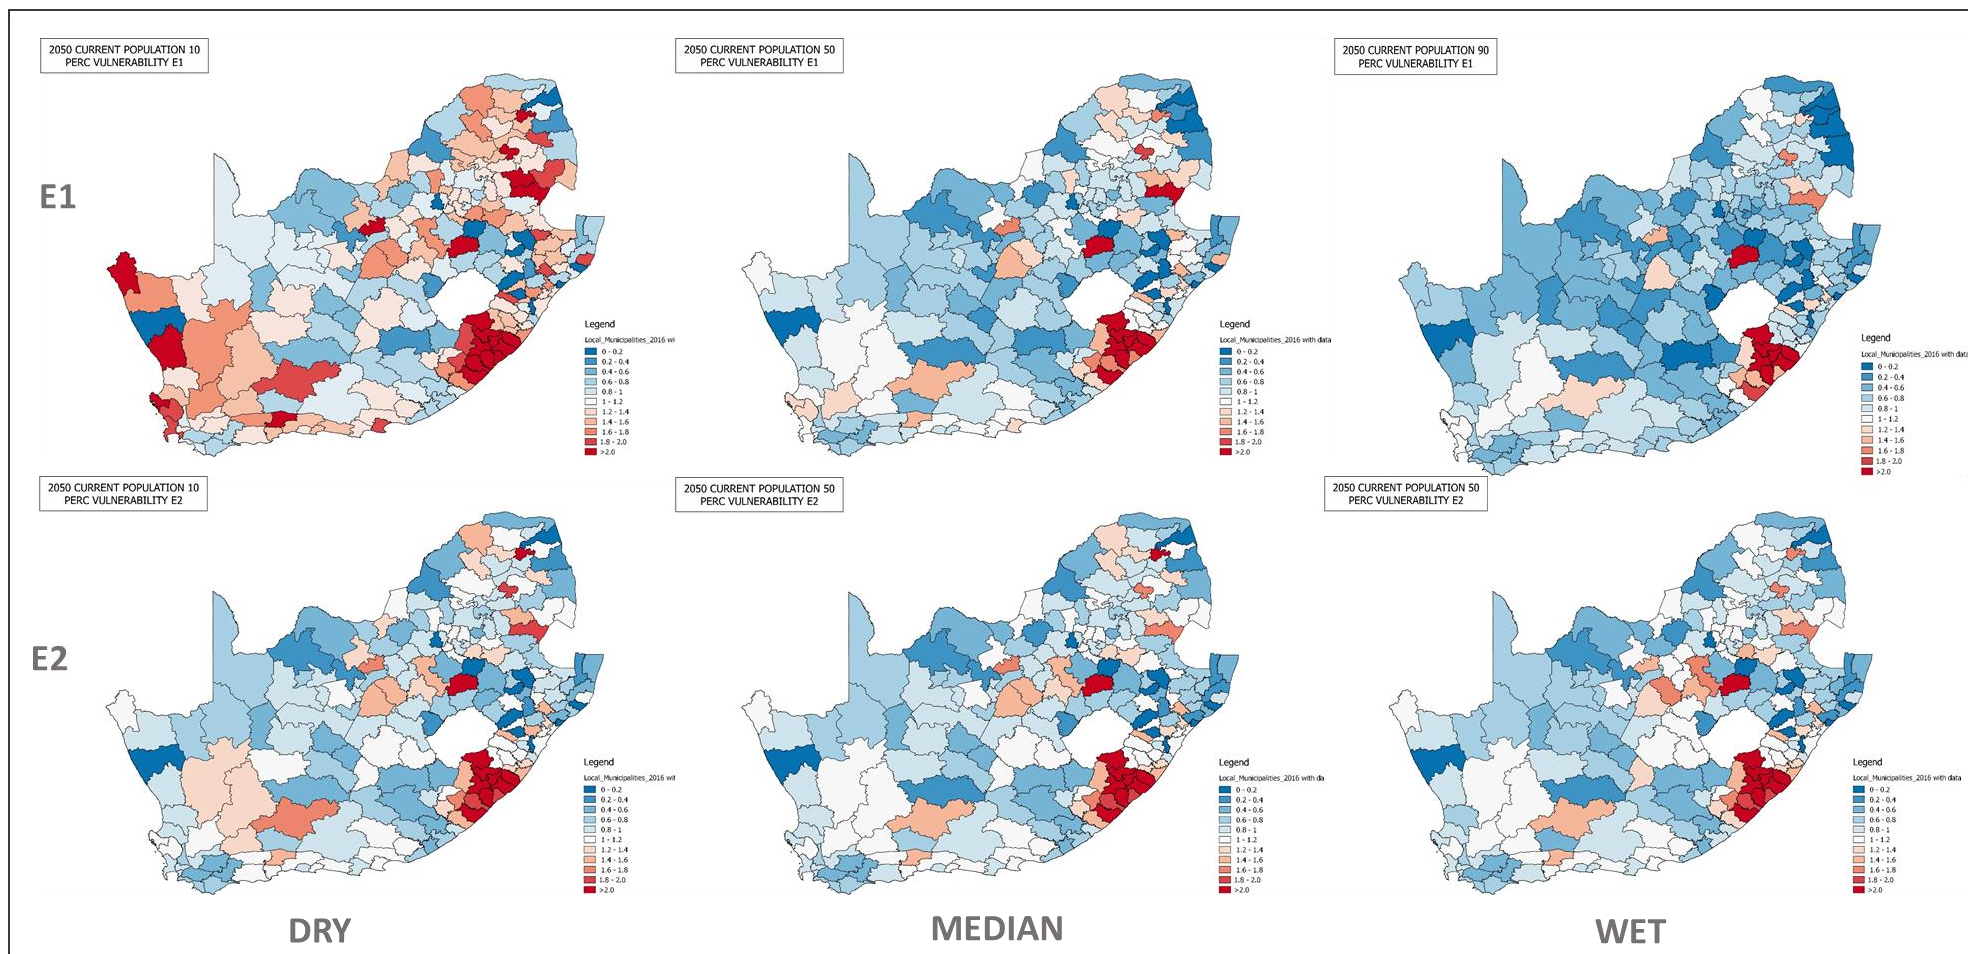 2050 CURRENT POPULATION 10
PERC VULNERABILITY E1
2050 CURRENT POPULATION 50
PERC VULNERABILITY E1
2050 CURRENT POPULATION 90
PERC VULNERABILITY E1
E1
Legend
Local_Municipalities_2016 wi
0 - 0.2
0.2 - 0.4
0.4 - 0.6
0.6 - 0.8
0.8 - 1
1 - 1.2
1.2 - 1.4
1.4 - 1.6
1.6 - 1.8
1.8 - 2.0
>2.0
Legend
Local_Municipalities_2016 with data
0 - 0.2
0.2 - 0.4
0.4 - 0.6
0.6 - 0.8
0.8 - 1
1 - 1.2
1.2 - 1.4
1.4 - 1.6
1.6 - 1.8
1.8 - 2.0
>2.0
Legend
Local_Municipalities_2016 with data
0 - 0.2
0.2 - 0.4
0.4 - 0.6
0.6 - 0.8
0.8 - 1
1 - 1.2
1.2 - 1.4
1.4 - 1.6
1.6 - 1.8
1.8 - 2.0
>2.0
2050 CURRENT POPULATION 10
PERC VULNERABILITY E2
2050 CURRENT POPULATION 50
PERC VULNERABILITY E2
2050 CURRENT POPULATION 50
PERC VULNERABILITY E2
E2
Legend
Local_Municipalities_2016 wit
0 - 0.2
0.2 - 0.4
0.4 - 0.6
0.6 - 0.8
0.8 - 1
1 - 1.2
1.2 - 1.4
1.4 - 1.6
1.6 - 1.8
1.8 - 2.0
>2.0
Legend
Local_Municipalities_2016 with da
0 - 0.2
0.2 - 0.4
0.4 - 0.6
0.6 - 0.8
0.8 - 1
1 - 1.2
1.2 - 1.4
1.4 - 1.6
1.6 - 1.8
1.8 - 2.0
>2.0
Legend
Local_Municipalities_2016 with data
0 - 0.2
0.2 - 0.4
0.4 - 0.6
0.6 - 0.8
0.8 - 1
1 - 1.2
1.2 - 1.4
1.4 - 1.6
1.6 - 1.8
1.8 - 2.0
>2.0
DRY
MEDIAN
WET